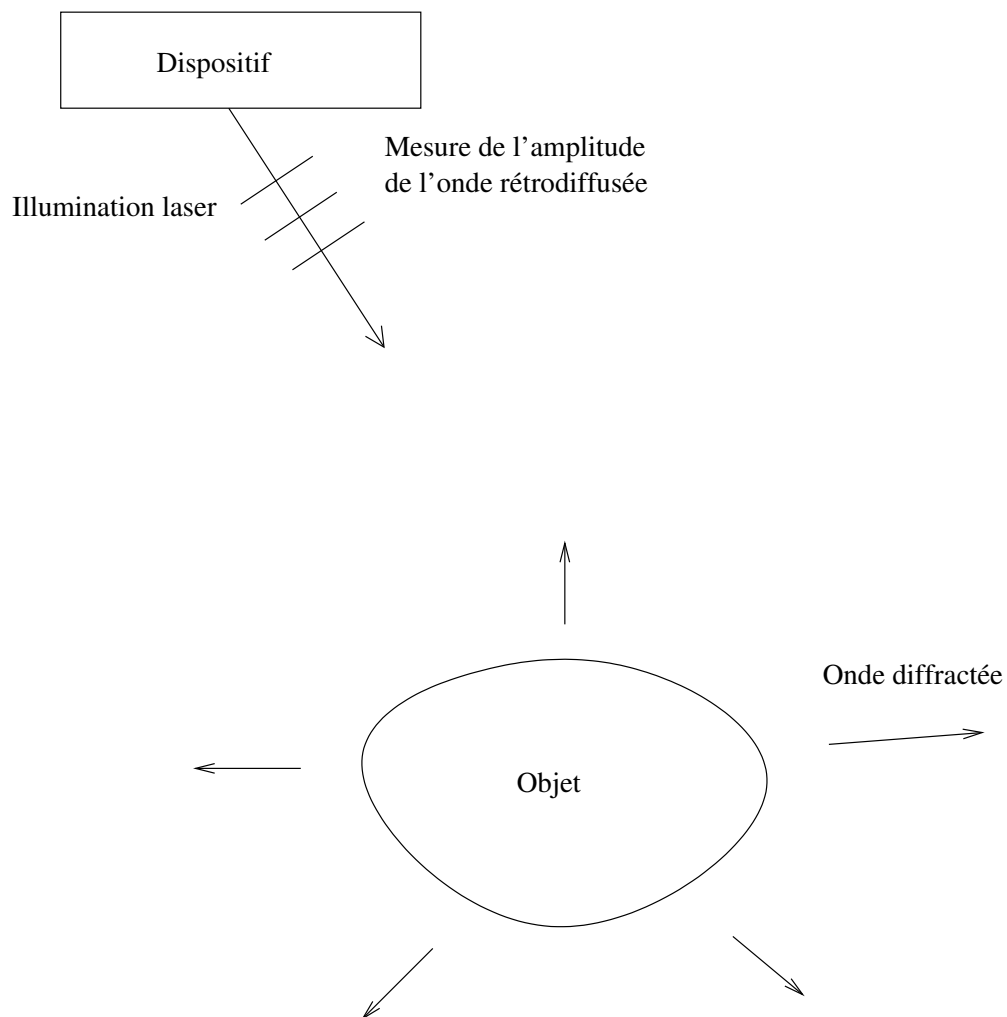 Dispositif
Mesure de l’amplitude
de l’onde rétrodiffusée
Illumination laser
Onde diffractée
Objet